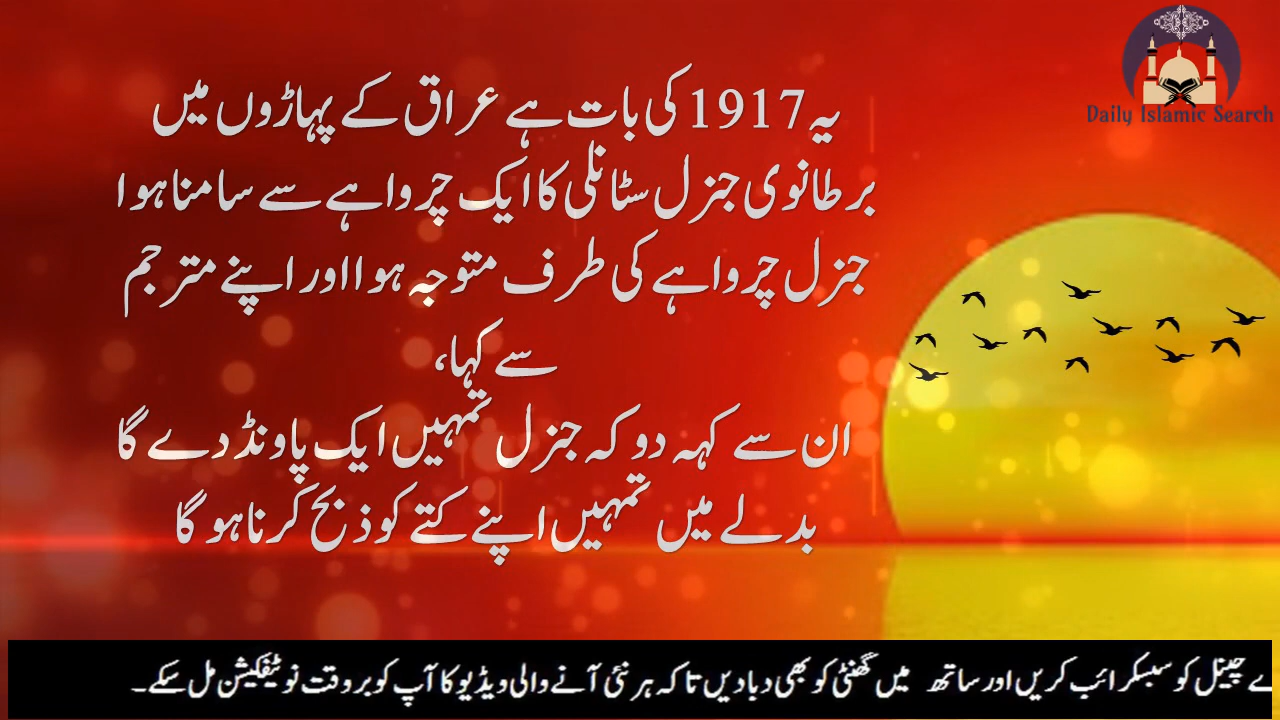 Daily Islamic Search
یہ 1917 کی بات ہے عراق کے پہاڑوں میں
برطانوی جنرل سٹانلی کا ایک چرواہے سے سامنا ہوا
جنرل چرواہے کی طرف متوجہ ہوا اور اپنے مترجم
سے کہا،
ان سے کہہ دو کہ جنرل تمہیں ایک پاونڈ دے گا
بدلے میں تمہیں اپنے کتے کو ذبح کرنا ہو گا
چینل کو سبسکرائب کریں اور ساتھ میں گھنٹی کو بھی دبا دیں تا کہ ہر نئی آنے والی ویڈیو کا آپ کو بروقت نوٹیفکیشن مل سکے۔